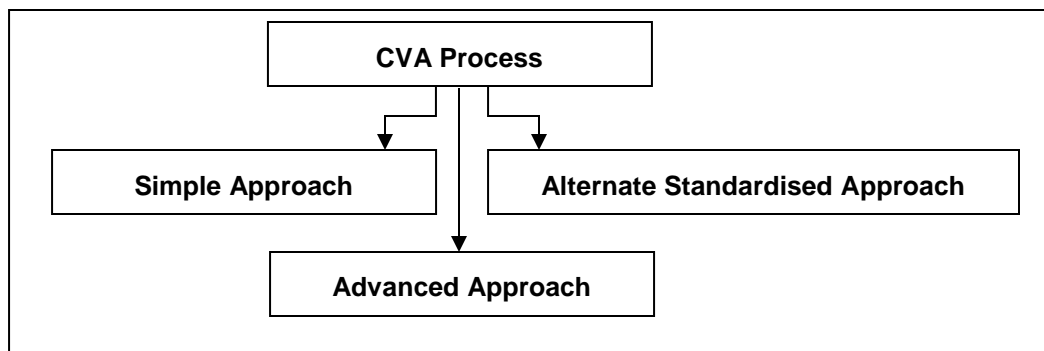 CVA Process
Simple Approach
Alternate Standardised Approach
Advanced Approach